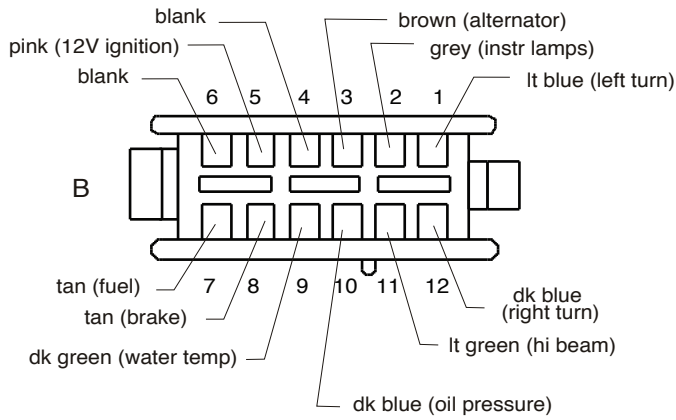 blank
brown (alternator)
pink (12V ignition)
grey (instr lamps)
blank
lt blue (left turn)
6 5 4 3 2 1
B
7 8 9 10 11 12
tan (fuel)
tan (brake)
dk blue
(right turn)
dk green (water temp)
lt green (hi beam)
dk blue (oil pressure)